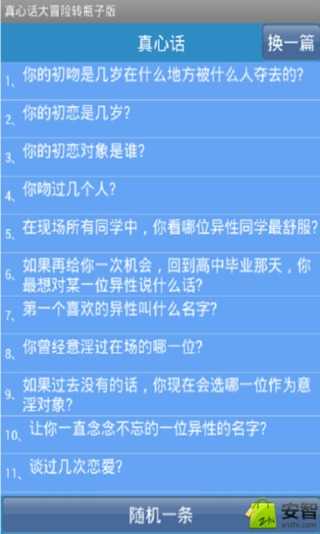 真心话大冒险转瓶子版
真心话
换一篇
1、你的初吻是几岁在什么地方被什么人夺去的?
2、你的初恋是几岁?
3、你的初恋对象是谁?
4、你吻过几个人?
5、在现场所有同学中，你看哪位异性同学最舒服?
6、如果再给你一次机会，回到高中毕业那天，你
最想对某一位异性说什么话?
7、第一个喜欢的异性叫什么名字?
8、你曾经意淫过在场的哪一位?
9、如果过去没有的话，你现在会选哪一位作为意
淫对象?
10、让你一直念念不忘的一位异性的名字?
11、谈过几次恋爱?
随机一条
安智
anzhi.com